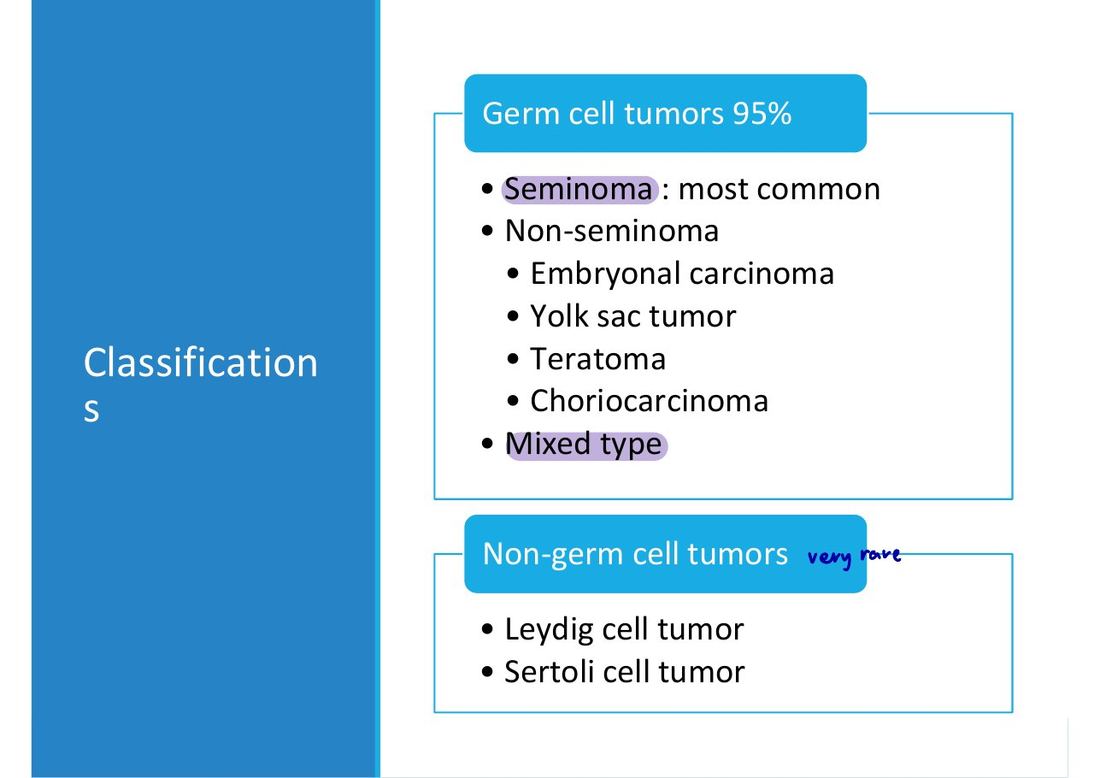 Classification
s
Germ cell tumors 95%
• Seminoma : most common
• Non-seminoma
• Embryonal carcinoma
• Yolk sac tumor
• Teratoma
• Choriocarcinoma
• Mixed type
Non-germ cell tumors very rare
• Leydig cell tumor
• Sertoli cell tumor